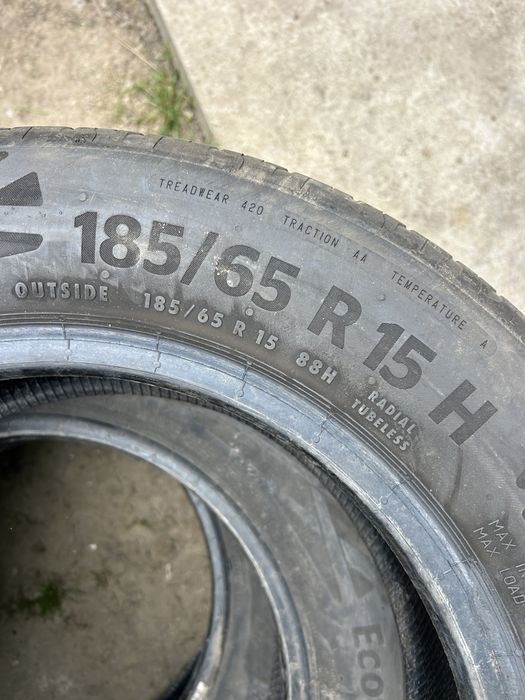 TREADWEAR 420 TRACTION AA TEMPERATURE A
185/65 R 15 H
OUTSIDE 185/65 R 15 88H RADIAL
TUBELESS
MAX
MAX LOAD
Eco